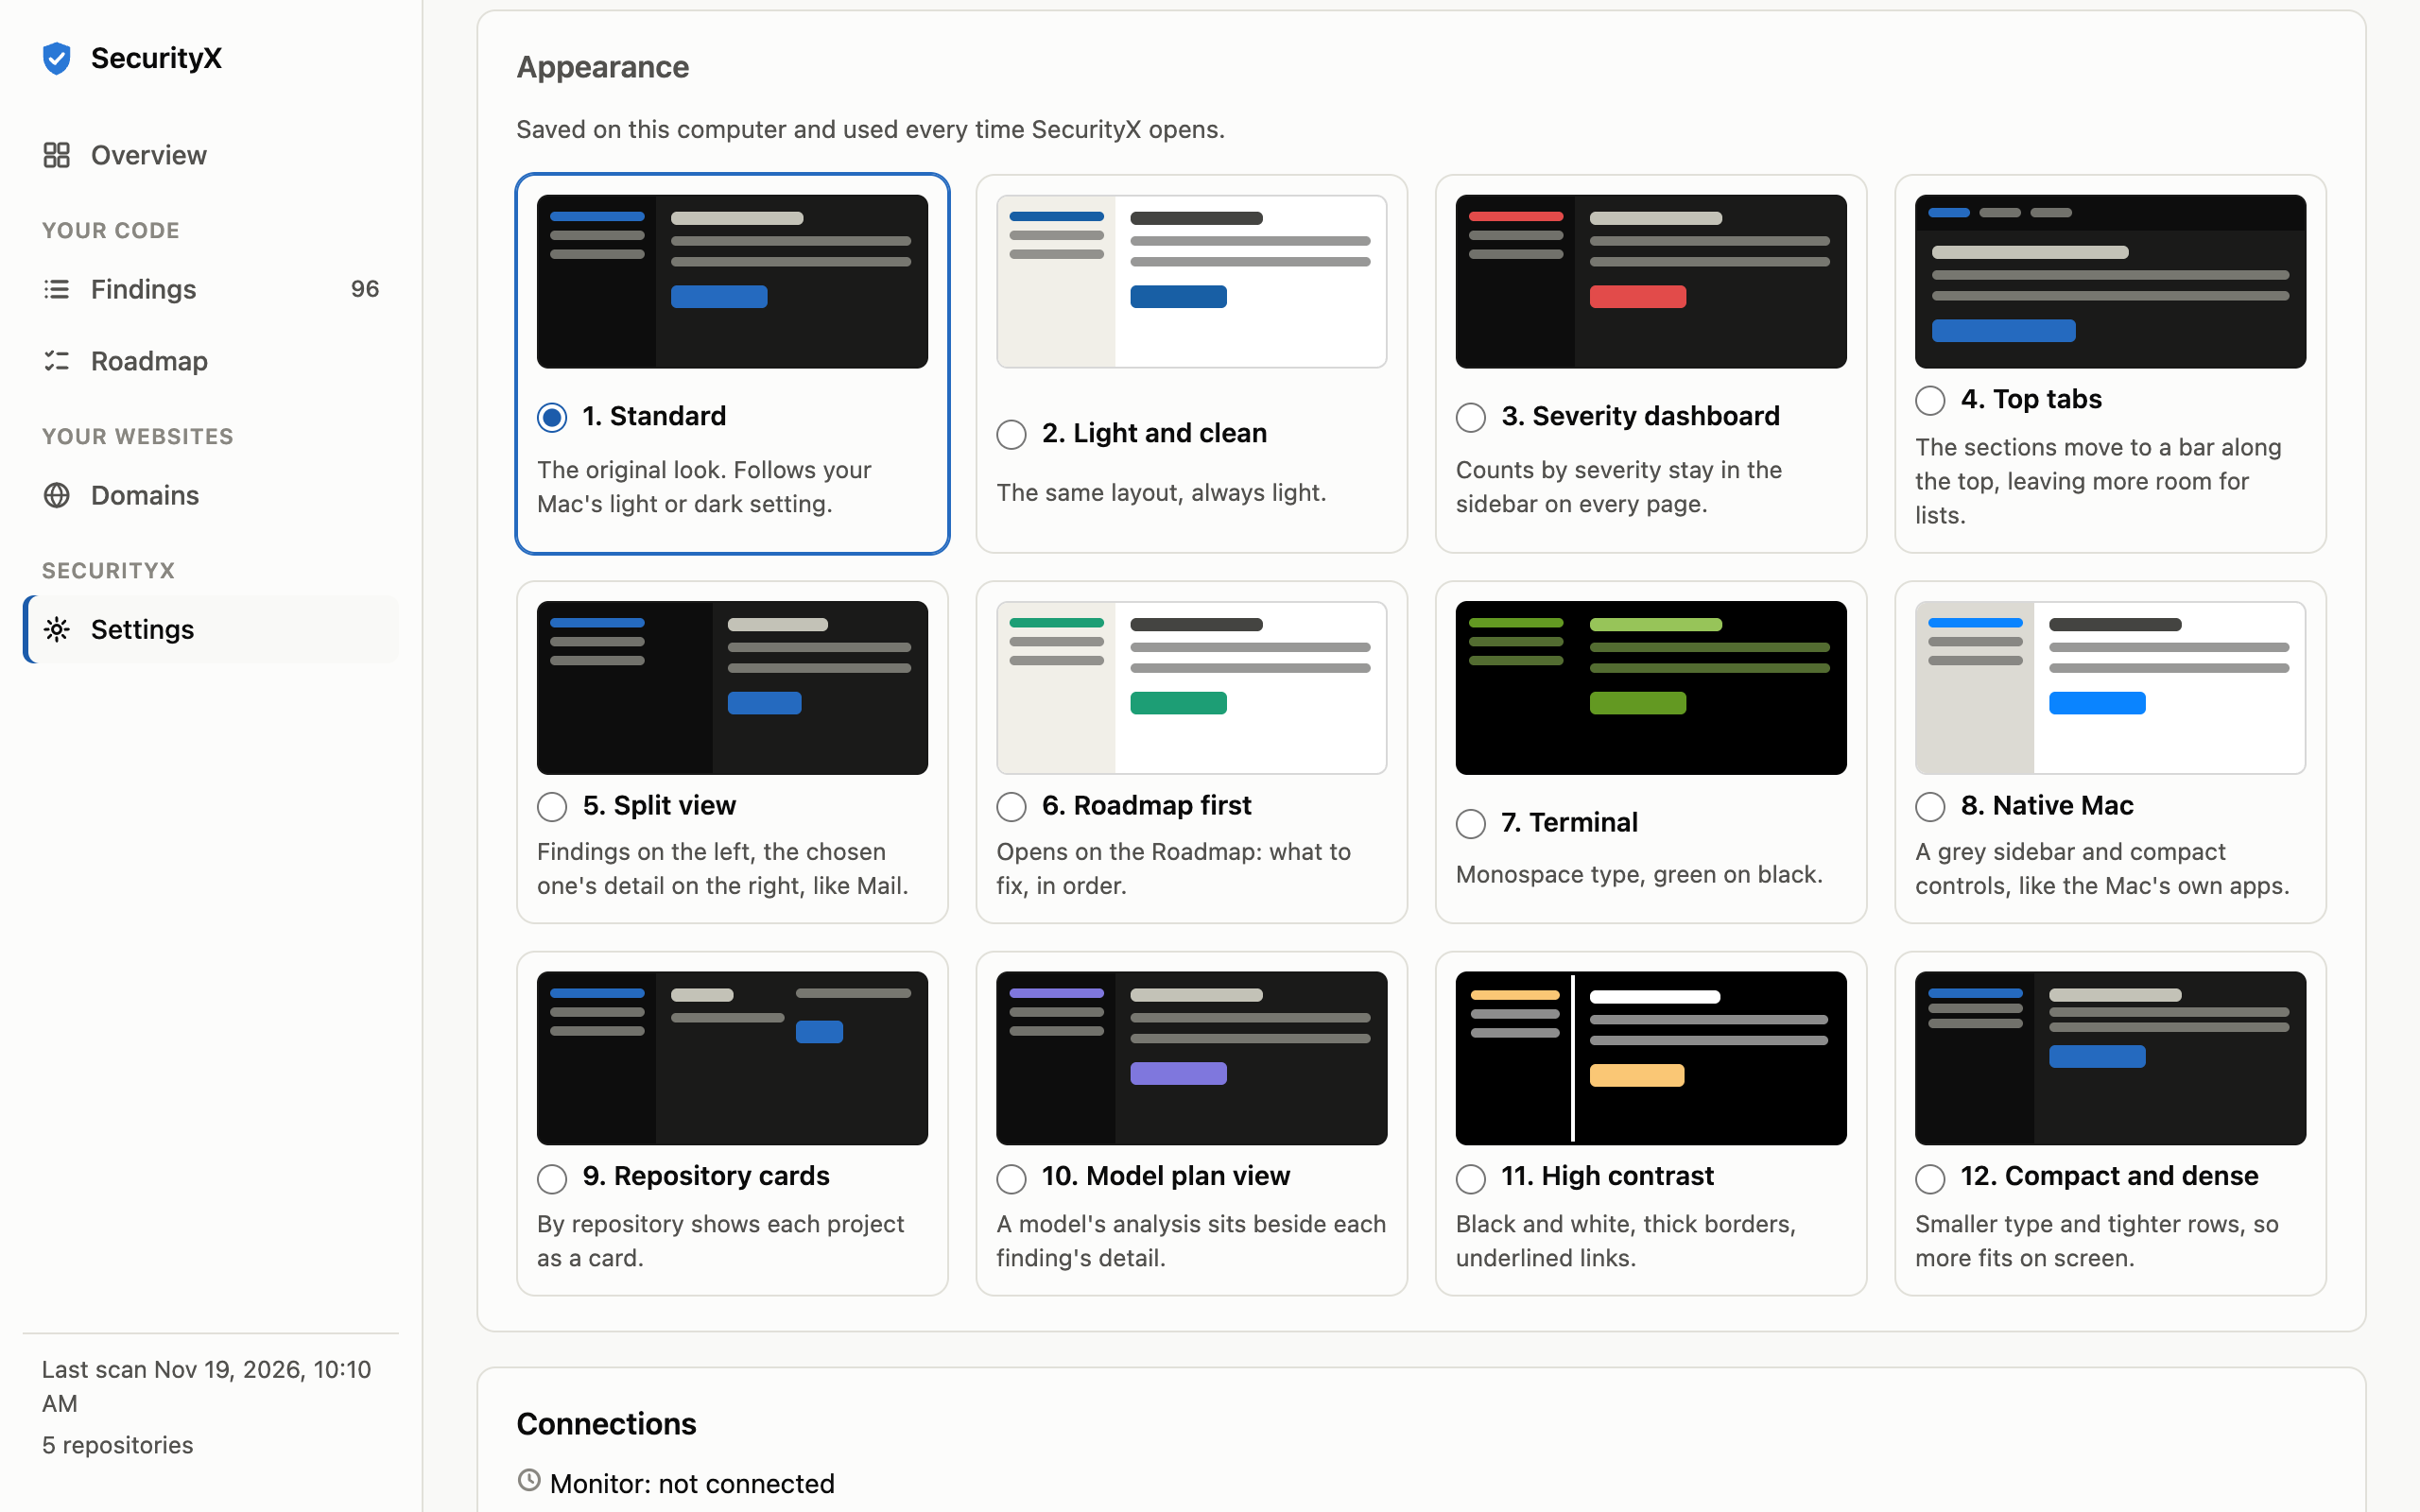 SecurityX
Overview
YOUR CODE
Findings 96
Roadmap
YOUR WEBSITES
Domains
SECURITYX
Settings
Last scan Nov 19, 2026, 10:10
AM
5 repositories
Appearance
Saved on this computer and used every time SecurityX opens.
1. Standard
The original look. Follows your
Mac's light or dark setting.
2. Light and clean
The same layout, always light.
3. Severity dashboard
Counts by severity stay in the
sidebar on every page.
4. Top tabs
The sections move to a bar along
the top, leaving more room for
lists.
5. Split view
Findings on the left, the chosen
one's detail on the right, like Mail.
6. Roadmap first
Opens on the Roadmap: what to
fix, in order.
7. Terminal
Monospace type, green on black.
8. Native Mac
A grey sidebar and compact
controls, like the Mac's own apps.
9. Repository cards
By repository shows each project
as a card.
10. Model plan view
A model's analysis sits beside each
finding's detail.
11. High contrast
Black and white, thick borders,
underlined links.
12. Compact and dense
Smaller type and tighter rows, so
more fits on screen.
Connections
Monitor: not connected